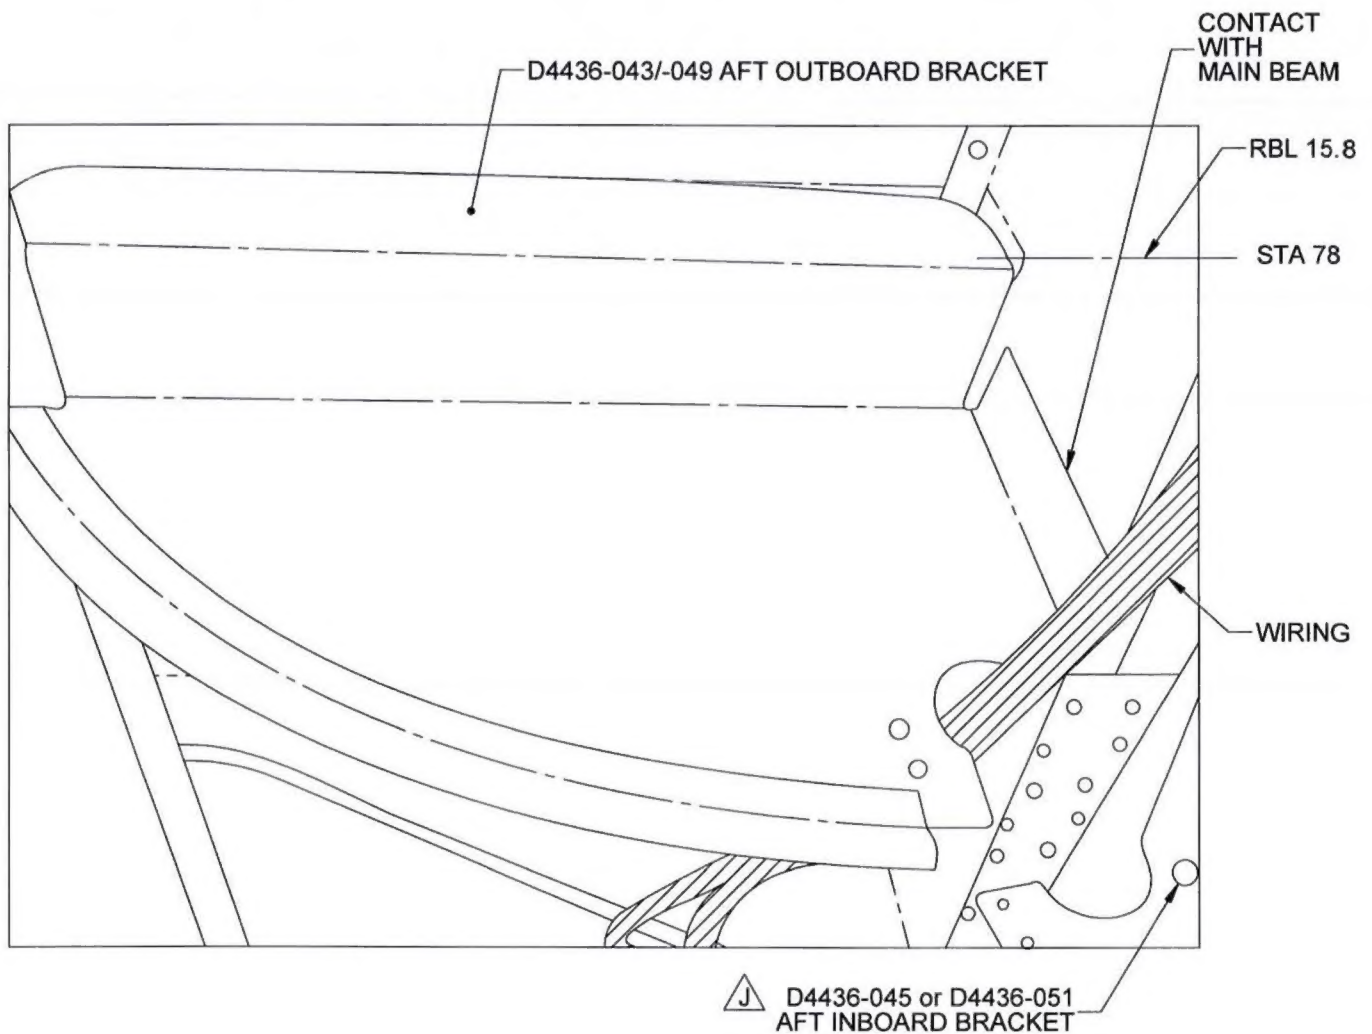 CONTACT
WITH
MAIN BEAM
D4436-043/-049 AFT OUTBOARD BRACKET
RBL 15.8
STA 78
WIRING
J
D4436-045 or D4436-051
AFT INBOARD BRACKET